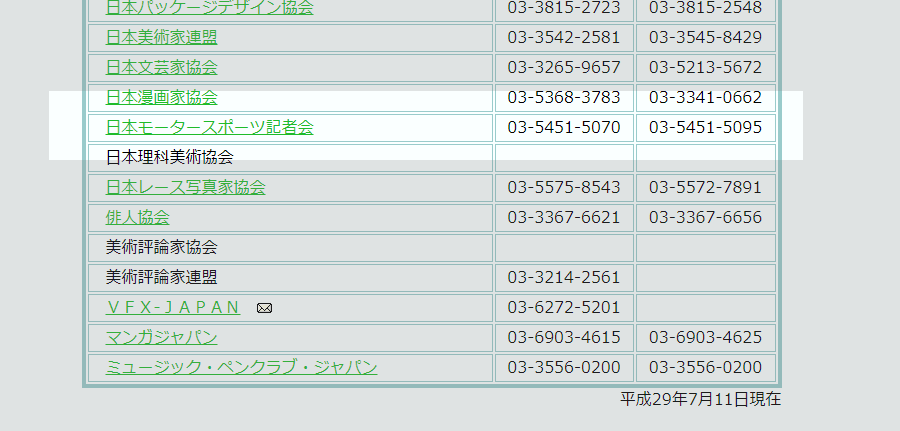 日本パッケージデザイン協会 03-3815-2723 03-3815-2548
日本美術家連盟 03-3542-2581 03-3545-8429
日本文芸家協会 03-3265-9657 03-5213-5672
日本漫画家協会 03-5368-3783 03-3341-0662
日本モータースポーツ記者会 03-5451-5070 03-5451-5095
日本理科美術協会
日本レース写真家協会 03-5575-8543 03-5572-7891
俳人協会 03-3367-6621 03-3367-6656
美術評論家協会
美術評論家連盟 03-3214-2561
ＶＦＸ-ＪＡＰＡＮ 03-6272-5201
マンガジャパン 03-6903-4615 03-6903-4625
ミュージック・ペンクラブ・ジャパン 03-3556-0200 03-3556-0200
平成29年7月11日現在